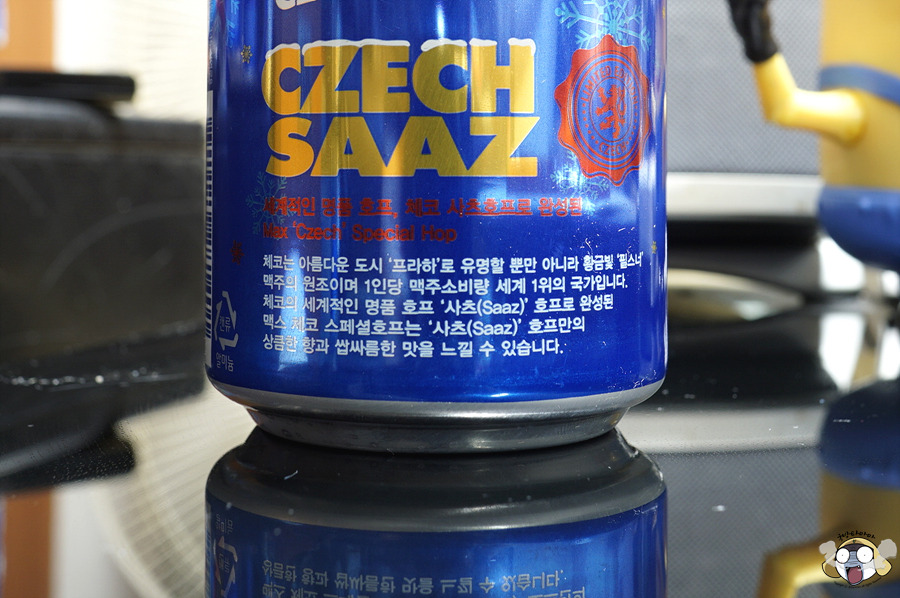 CZECH
SAAZ
세계적인 명품 호프, 체코 사츠호프로 완성된
Max 'Czech' Special Hop
체코는 아름다운 도시 '프라하'로 유명할 뿐만 아니라 황금빛 '필스너'
맥주의 원조이며 1인당 맥주소비량 세계 1위의 국가입니다.
체코의 세계적인 명품 호프 '사츠(Saaz)' 호프로 완성된
맥스 체코 스페셜호프는 '사츠(Saaz)' 호프만의
상큼한 향과 쌉싸름한 맛을 느낄 수 있습니다.
캔류
알미늄